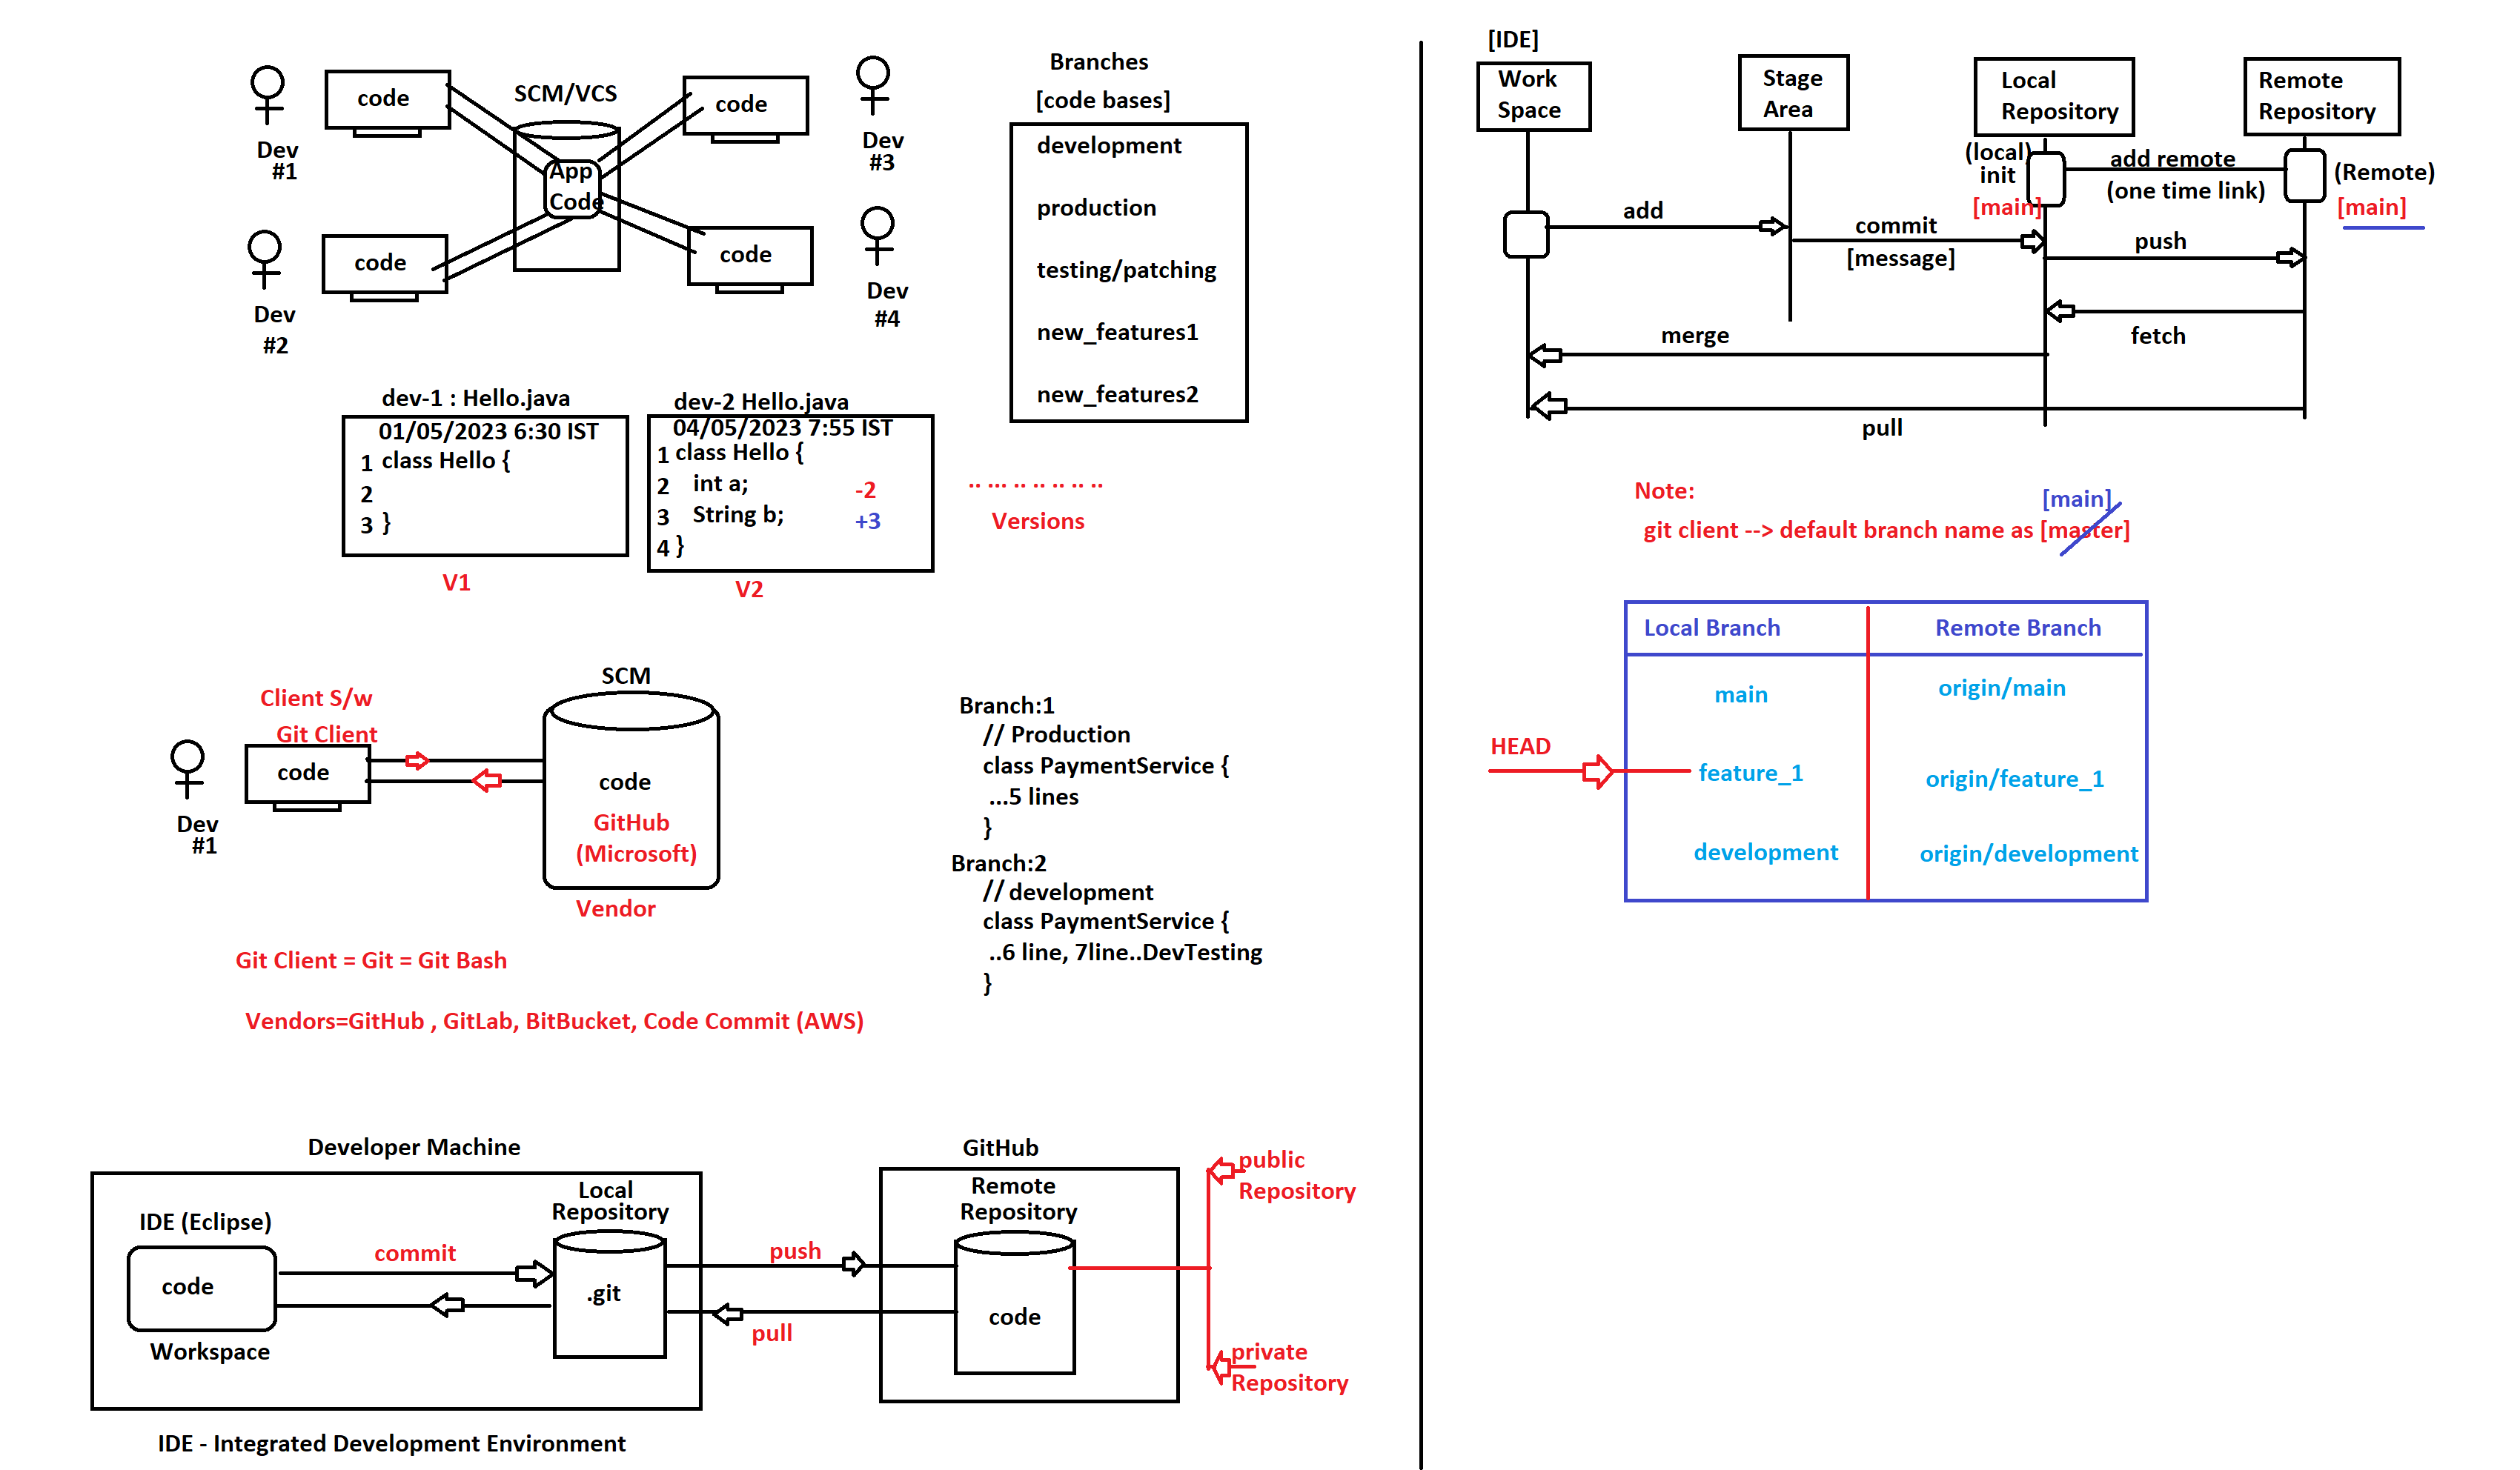 SCM/VCS
code
code
App
Code
code
code
Dev
#1
Dev
#2
Dev
#3
Dev
#4
Branches
[code bases]
development
production
testing/patching
new_features1
new_features2
dev-1 : Hello.java
01/05/2023 6:30 IST
1 class Hello {
2
3 }
V1
dev-2 Hello.java
04/05/2023 7:55 IST
1 class Hello {
2 int a; -2
3 String b; +3
4 }
V2
.. ... .. .. .. .. ..
Versions
Client S/w
Git Client
code
Dev
#1
SCM
code
GitHub
(Microsoft)
Vendor
Git Client = Git = Git Bash
Vendors=GitHub , GitLab, BitBucket, Code Commit (AWS)
Branch:1
// Production
class PaymentService {
...5 lines
}
Branch:2
// development
class PaymentService {
..6 line, 7line..DevTesting
}
Developer Machine
IDE (Eclipse)
code
Workspace
commit
Local
Repository
.git
push
pull
GitHub
Remote
Repository
code
public
Repository
private
Repository
IDE - Integrated Development Environment
[IDE]
Work
Space
Stage
Area
Local
Repository
Remote
Repository
(local)
init
[main]
add remote
(one time link)
(Remote)
[main]
add
commit
[message]
push
fetch
merge
pull
Note:
[main]
git client --> default branch name as [master]
Local Branch Remote Branch
main origin/main
HEAD
feature_1 origin/feature_1
development origin/development